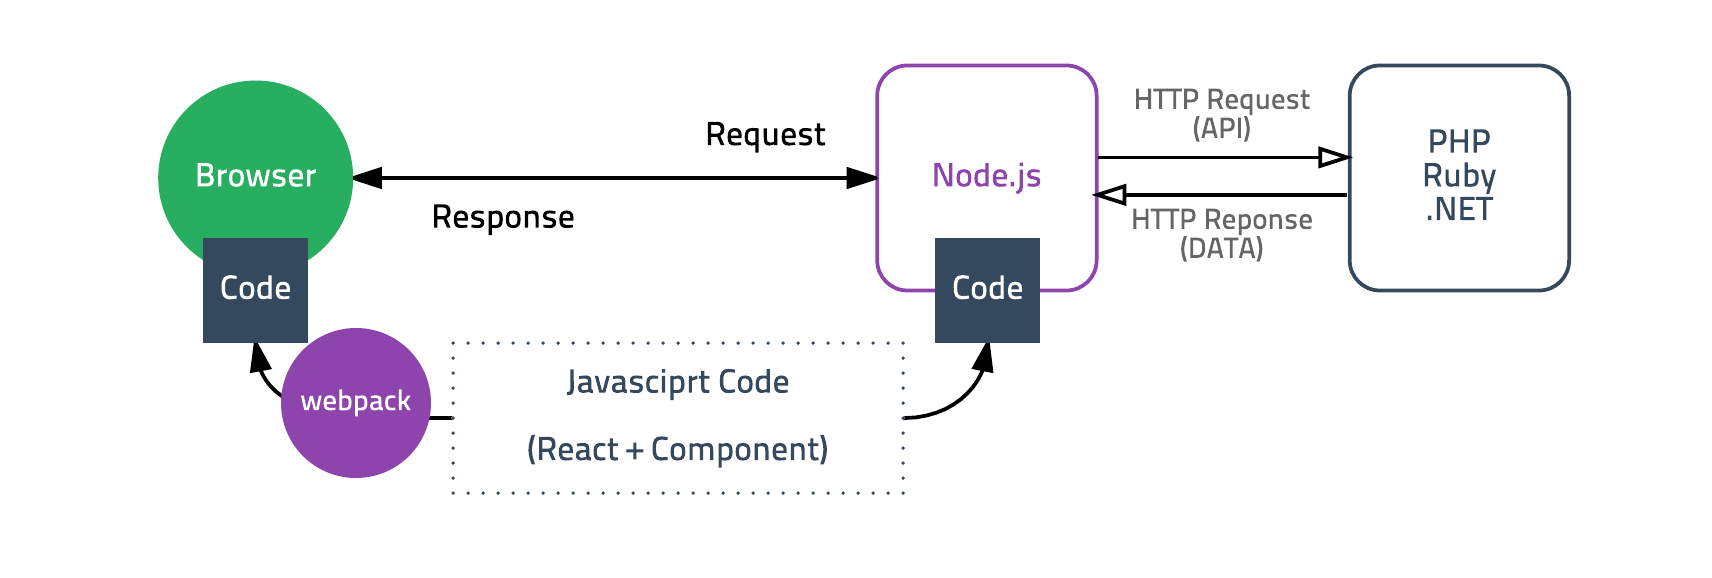 Browser
Code
webpack
Request
Response
Javasciprt Code
(React + Component)
Node.js
Code
HTTP Request
(API)
HTTP Reponse
(DATA)
PHP
Ruby
.NET